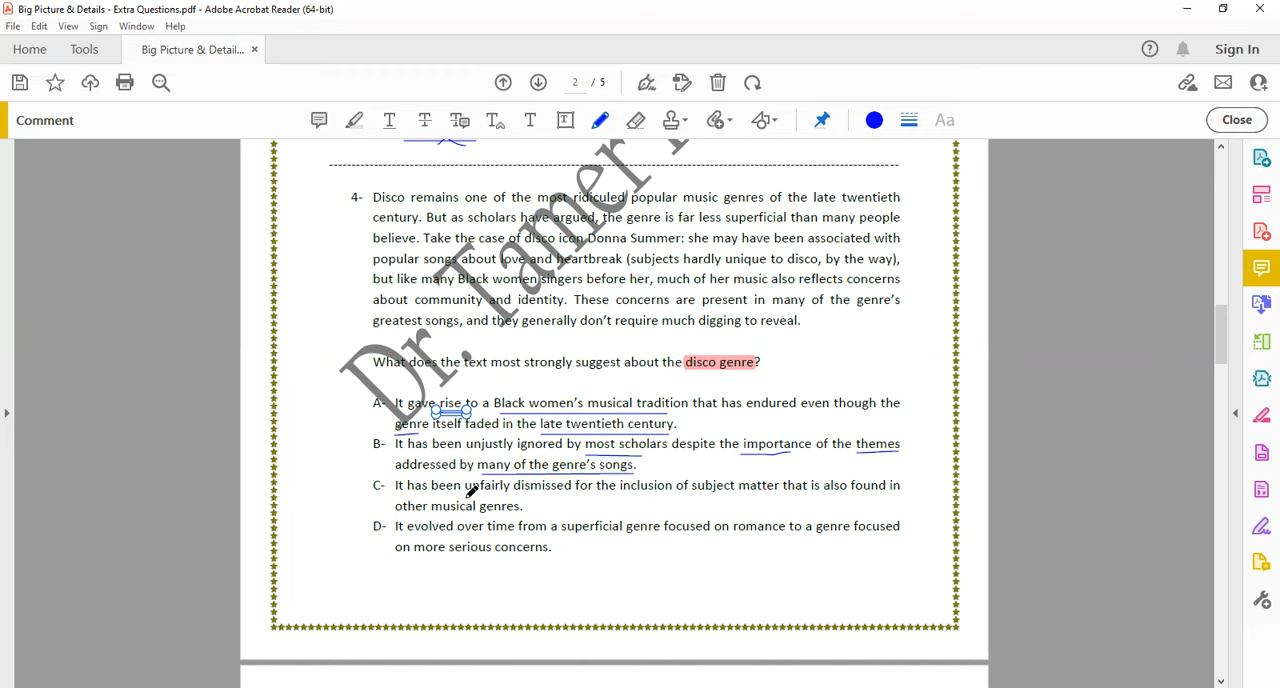 Big Picture & Details - Extra Questions.pdf - Adobe Acrobat Reader (64-bit)
File Edit View Sign Window Help
Home Tools Big Picture & Detail... × Sign In
2 / 5
Comment Aa Close
4- Disco remains one of the most ridiculed popular music genres of the late twentieth
century. But as scholars have argued, the genre is far less superficial than many people
believe. Take the case of disco icon Donna Summer: she may have been associated with
popular songs about love and heartbreak (subjects hardly unique to disco, by the way),
but like many Black women singers before her, much of her music also reflects concerns
about community and identity. These concerns are present in many of the genre's
greatest songs, and they generally don't require much digging to reveal.
What does the text most strongly suggest about the disco genre?
A- It gave rise to a Black women's musical tradition that has endured even though the
genre itself faded in the late twentieth century.
B- It has been unjustly ignored by most scholars despite the importance of the themes
addressed by many of the genre's songs.
C- It has been unfairly dismissed for the inclusion of subject matter that is also found in
other musical genres.
D- It evolved over time from a superficial genre focused on romance to a genre focused
on more serious concerns.
Dr. Tamer